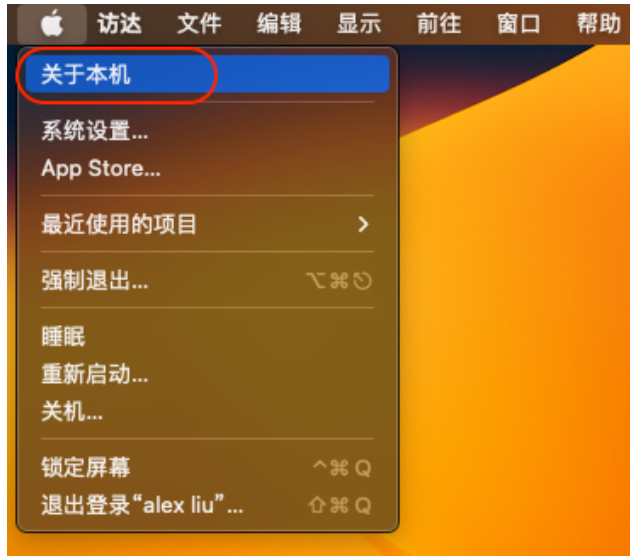 访达 文件 编辑 显示 前往 窗口 帮助
关于本机
系统设置...
App Store...
最近使用的项目
强制退出... ⌥⌘⎋
睡眠
重新启动...
关机...
锁定屏幕 ^⌘Q
退出登录“alex liu”... ⇧⌘Q